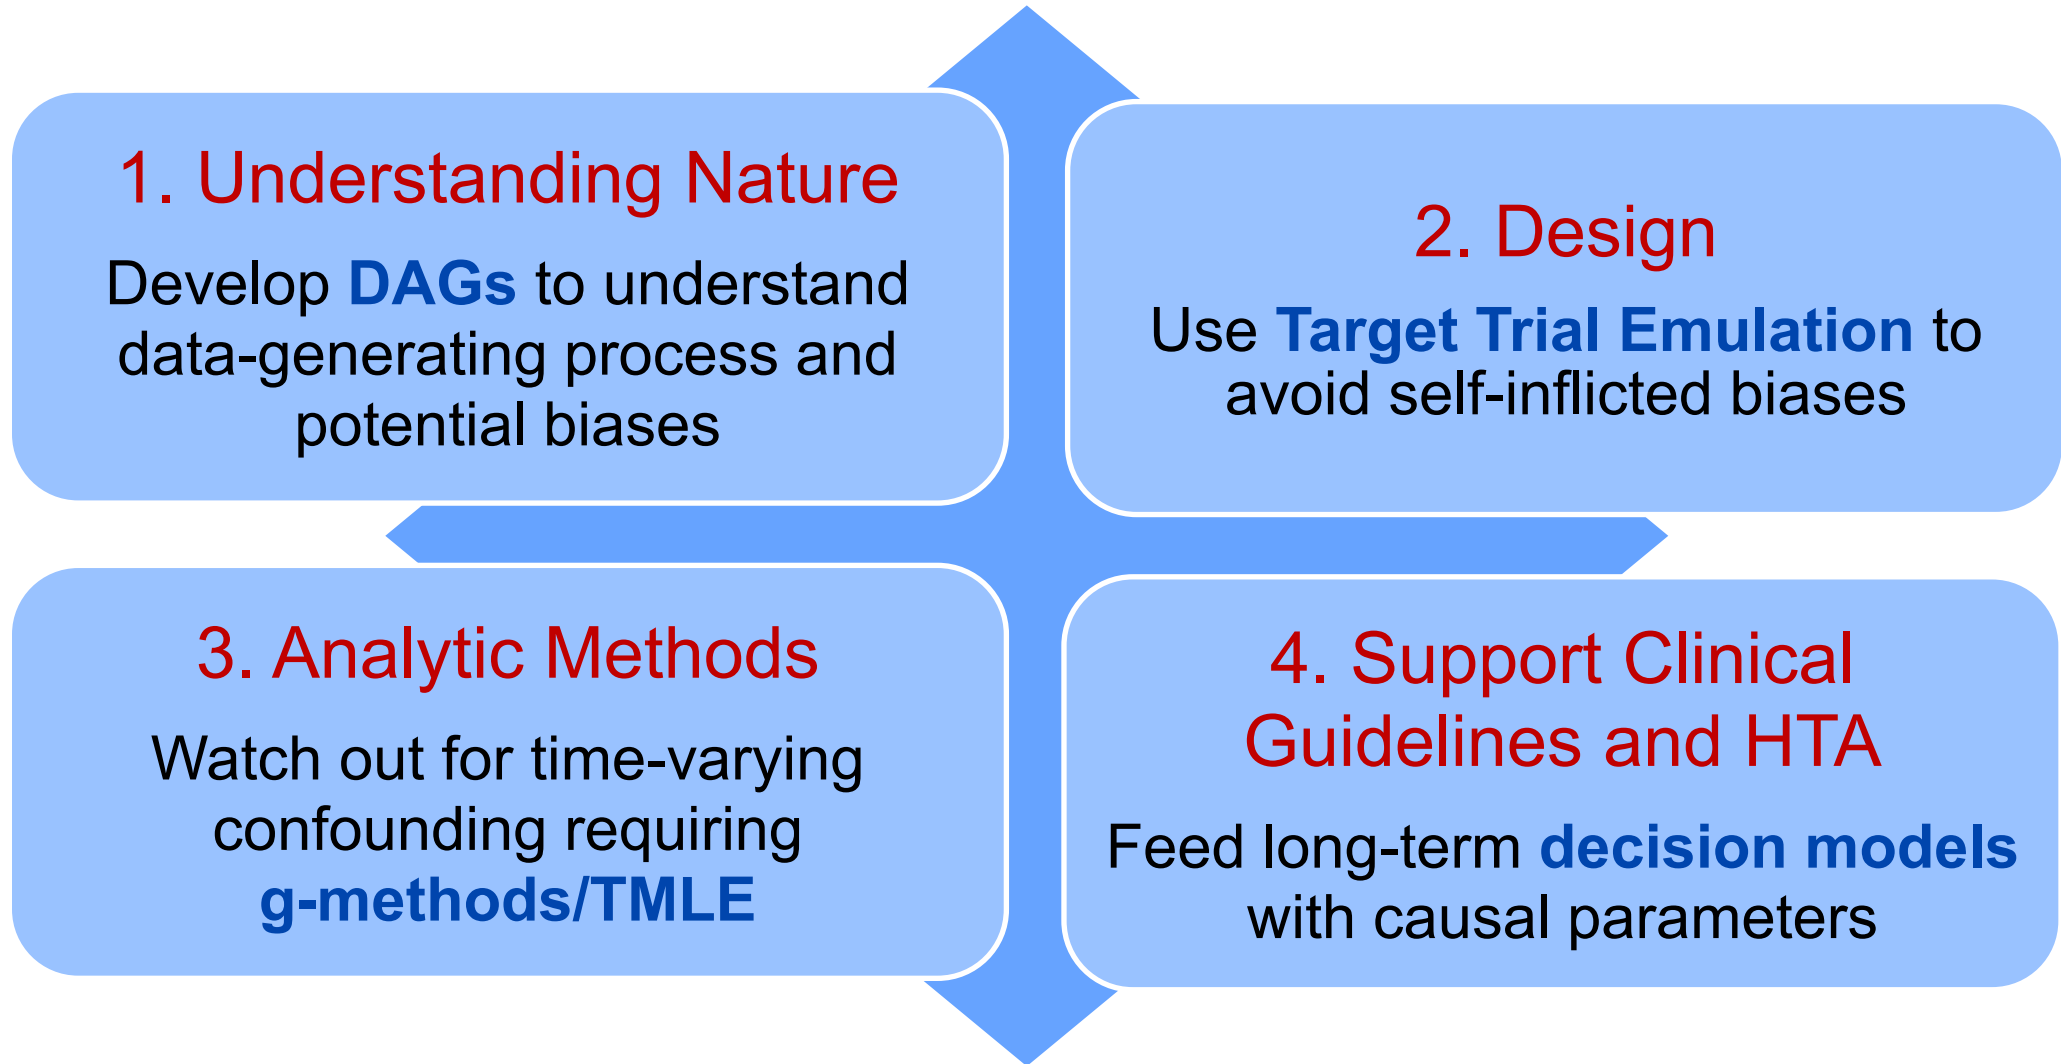 1. Understanding Nature
Develop DAGs to understand
data-generating process and
potential biases
2. Design
Use Target Trial Emulation to
avoid self-inflicted biases
3. Analytic Methods
Watch out for time-varying
confounding requiring
g-methods/TMLE
4. Support Clinical
Guidelines and HTA
Feed long-term decision models
with causal parameters